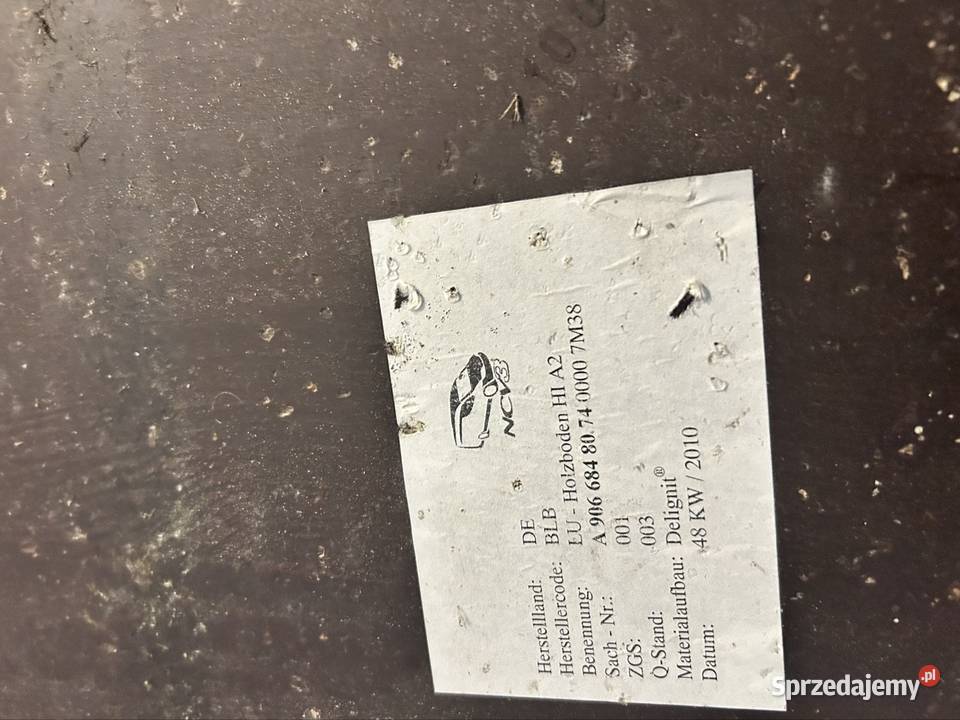 NCV3
Herstellland: DE
Herstellercode: BLB
Benennung: LU - Holzboden HI A2
Sach - Nr.: A 906 684 80 74 0000 7M38
ZGS: 001
Q-Stand: 003
Materialaufbau: Delignit®
Datum: 48 KW / 2010
Sprzedajemy.pl